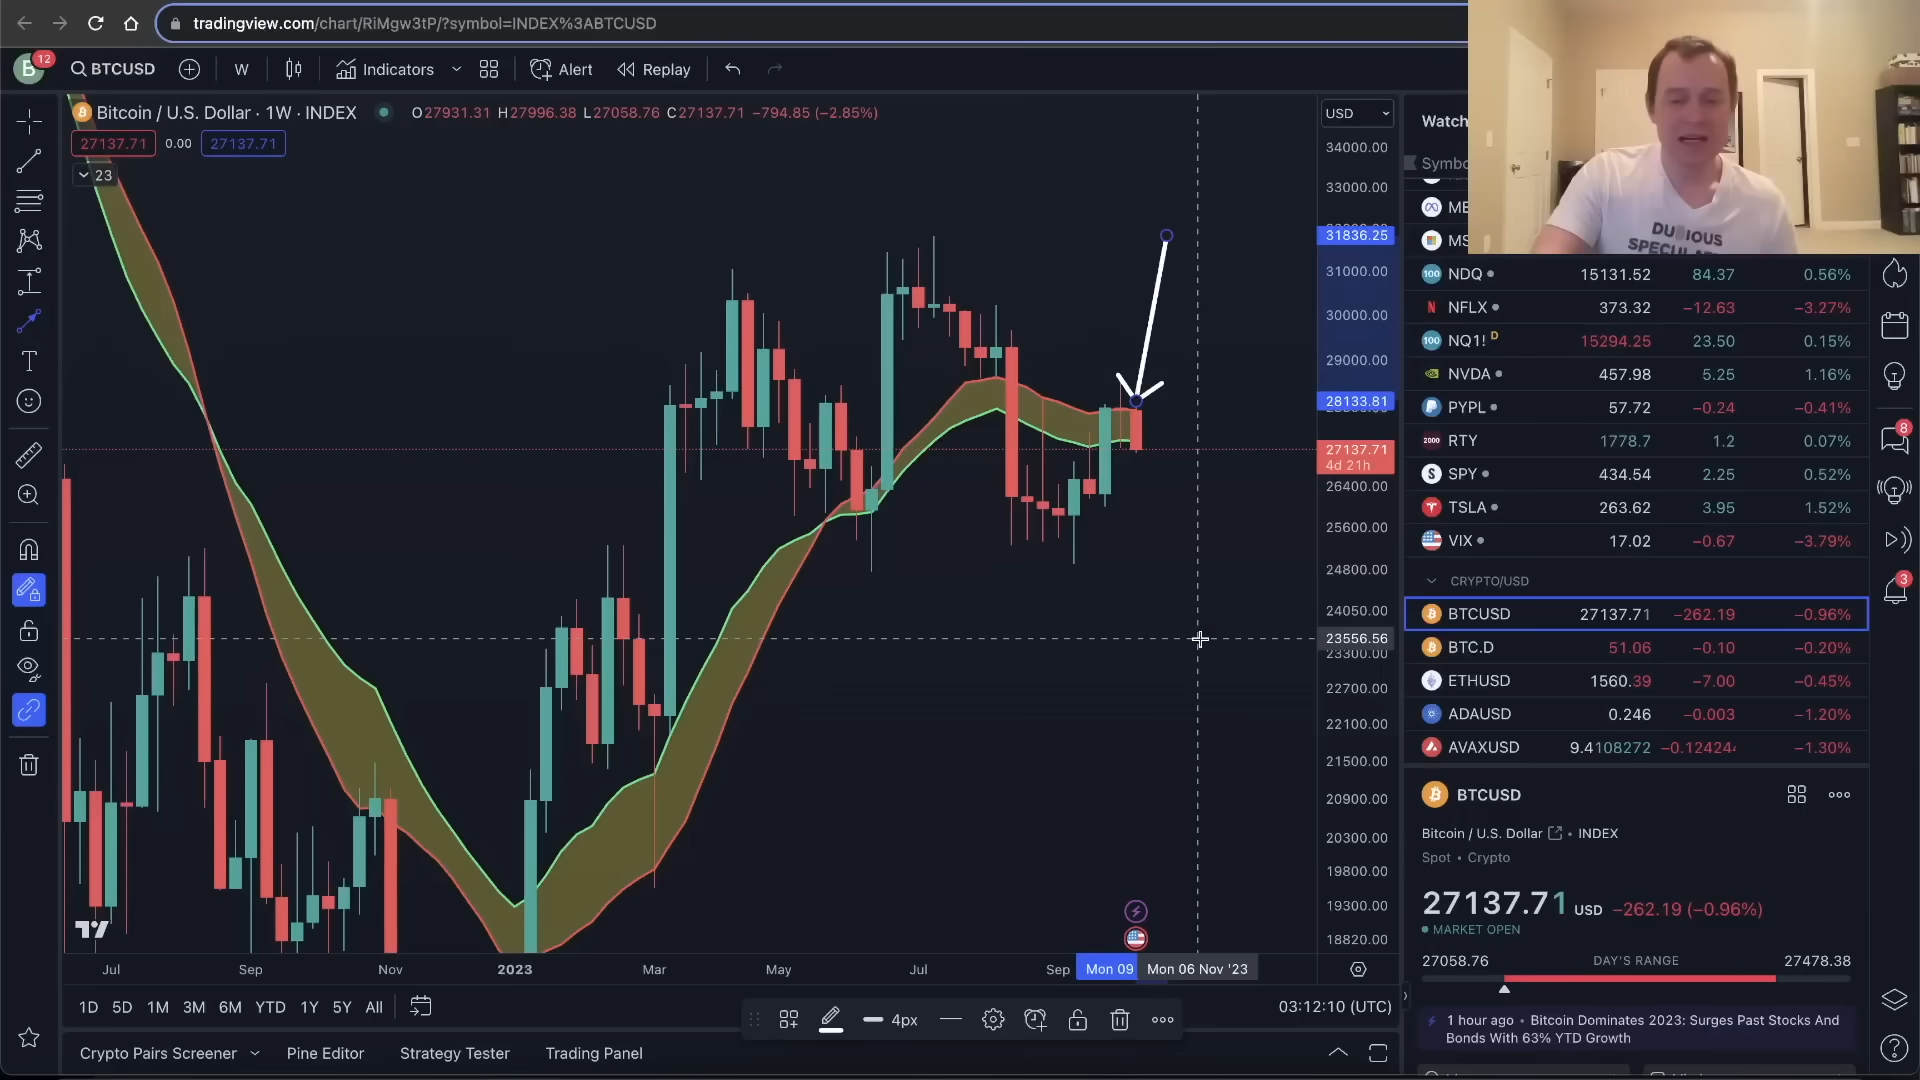 tradingview.com/chart/RiMgw3tP/?symbol=INDEX%3ABTCUSD
B 12 BTCUSD W Indicators Alert Replay
Bitcoin / U.S. Dollar · 1W · INDEX O27931.31 H27996.38 L27058.76 C27137.71 −794.85 (−2.85%)
27137.71 0.00 27137.71
23
USD
34000.00
33000.00
31836.25
31000.00
30000.00
29000.00
28133.81
27137.71
4d 21h
26400.00
25600.00
24800.00
24050.00
23556.56
23300.00
22700.00
22100.00
21500.00
20900.00
20300.00
19800.00
19300.00
18820.00
Jul Sep Nov 2023 Mar May Jul Sep Mon 09 Mon 06 Nov '23
1D 5D 1M 3M 6M YTD 1Y 5Y All
03:12:10 (UTC)
4px
Crypto Pairs Screener Pine Editor Strategy Tester Trading Panel
Watch
Symbo
ME
MS
NDQ 15131.52 84.37 0.56%
NFLX 373.32 −12.63 −3.27%
NQ1! D 15294.25 23.50 0.15%
NVDA 457.98 5.25 1.16%
PYPL 57.72 −0.24 −0.41%
RTY 1778.7 1.2 0.07%
SPY 434.54 2.25 0.52%
TSLA 263.62 3.95 1.52%
VIX 17.02 −0.67 −3.79%
CRYPTO/USD
BTCUSD 27137.71 −262.19 −0.96%
BTC.D 51.06 −0.10 −0.20%
ETHUSD 1560.39 −7.00 −0.45%
ADAUSD 0.246 −0.003 −1.20%
AVAXUSD 9.4108272 −0.12424 −1.30%
BTCUSD
Bitcoin / U.S. Dollar • INDEX
Spot • Crypto
27137.71 USD −262.19 (−0.96%)
MARKET OPEN
27058.76 DAY'S RANGE 27478.38
1 hour ago • Bitcoin Dominates 2023: Surges Past Stocks And
Bonds With 63% YTD Growth
8
3